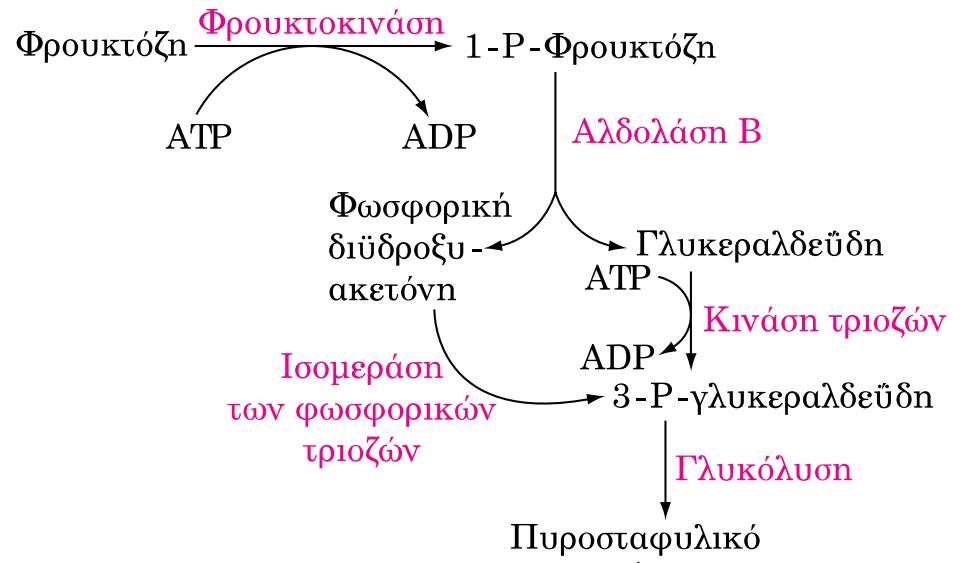 Φρουκτόζη
Φρουκτοκινάση
1-P-Φρουκτόζη
ATP
ADP
Αλδολάση Β
Φωσφορική
διϋδροξυ-
ακετόνη
Γλυκεραλδεΰδη
ATP
Κινάση τριοζών
ADP
Ισομεράση
των φωσφορικών
τριοζών
3-P-γλυκεραλδεΰδη
Γλυκόλυση
Πυροσταφυλικό